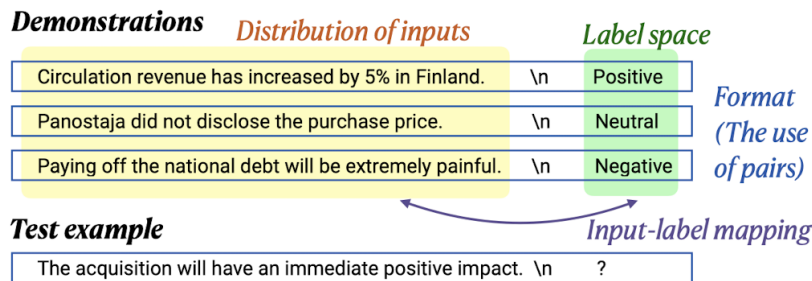 Demonstrations
Distribution of inputs
Label space
Circulation revenue has increased by 5% in Finland. \n Positive
Panostaja did not disclose the purchase price. \n Neutral
Paying off the national debt will be extremely painful. \n Negative
Format
(The use
of pairs)
Test example
Input-label mapping
The acquisition will have an immediate positive impact. \n ?